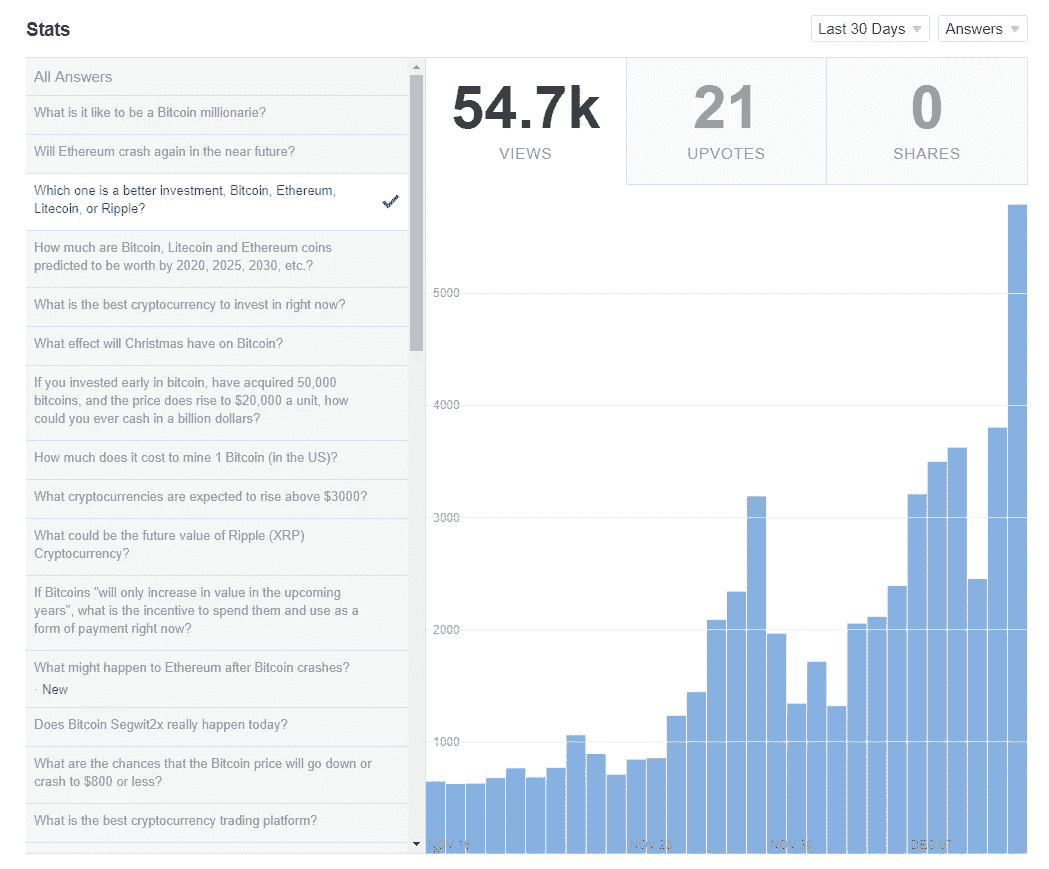 Stats
Last 30 Days
Answers
All Answers
What is it like to be a Bitcoin millionarie?
Will Ethereum crash again in the near future?
Which one is a better investment, Bitcoin, Ethereum,
Litecoin, or Ripple?
How much are Bitcoin, Litecoin and Ethereum coins
predicted to be worth by 2020, 2025, 2030, etc.?
What is the best cryptocurrency to invest in right now?
What effect will Christmas have on Bitcoin?
If you invested early in bitcoin, have acquired 50,000
bitcoins, and the price does rise to $20,000 a unit, how
could you ever cash in a billion dollars?
How much does it cost to mine 1 Bitcoin (in the US)?
What cryptocurrencies are expected to rise above $3000?
What could be the future value of Ripple (XRP)
Cryptocurrency?
If Bitcoins "will only increase in value in the upcoming
years", what is the incentive to spend them and use as a
form of payment right now?
What might happen to Ethereum after Bitcoin crashes?
· New
Does Bitcoin Segwit2x really happen today?
What are the chances that the Bitcoin price will go down or
crash to $800 or less?
What is the best cryptocurrency trading platform?
54.7k
VIEWS
21
UPVOTES
0
SHARES
5000
4000
3000
2000
1000
NOV
NOV
NOV
DEC